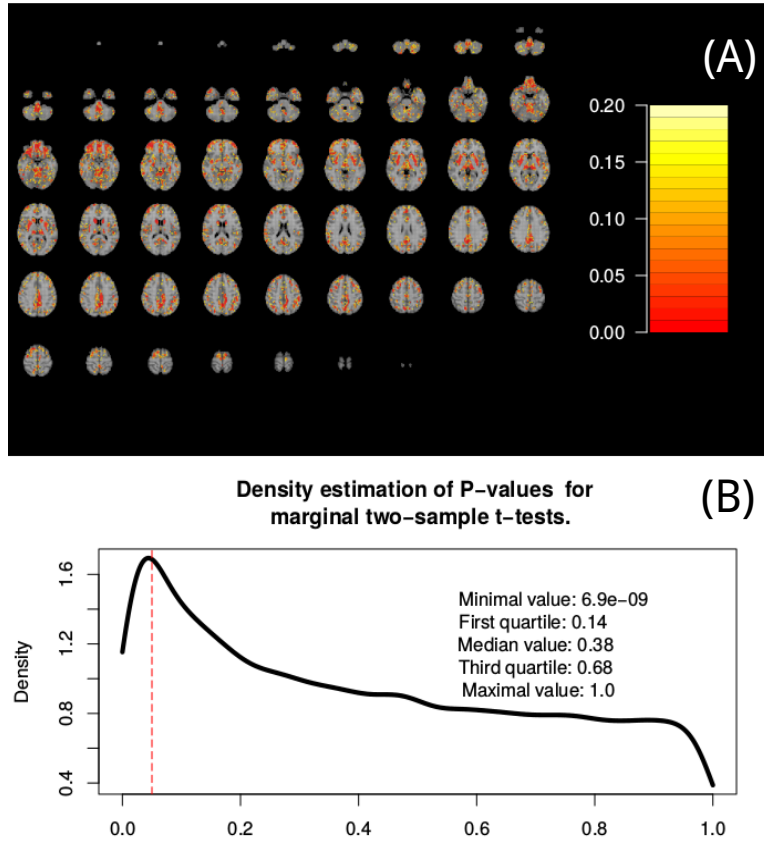 (A)
0.20
0.15
0.10
0.05
0.00
(B)
Density estimation of P−values for
marginal two−sample t−tests.
Minimal value: 6.9e−09
First quartile: 0.14
Median value: 0.38
Third quartile: 0.68
Maximal value: 1.0
Density
1.6
1.2
0.8
0.4
0.0 0.2 0.4 0.6 0.8 1.0